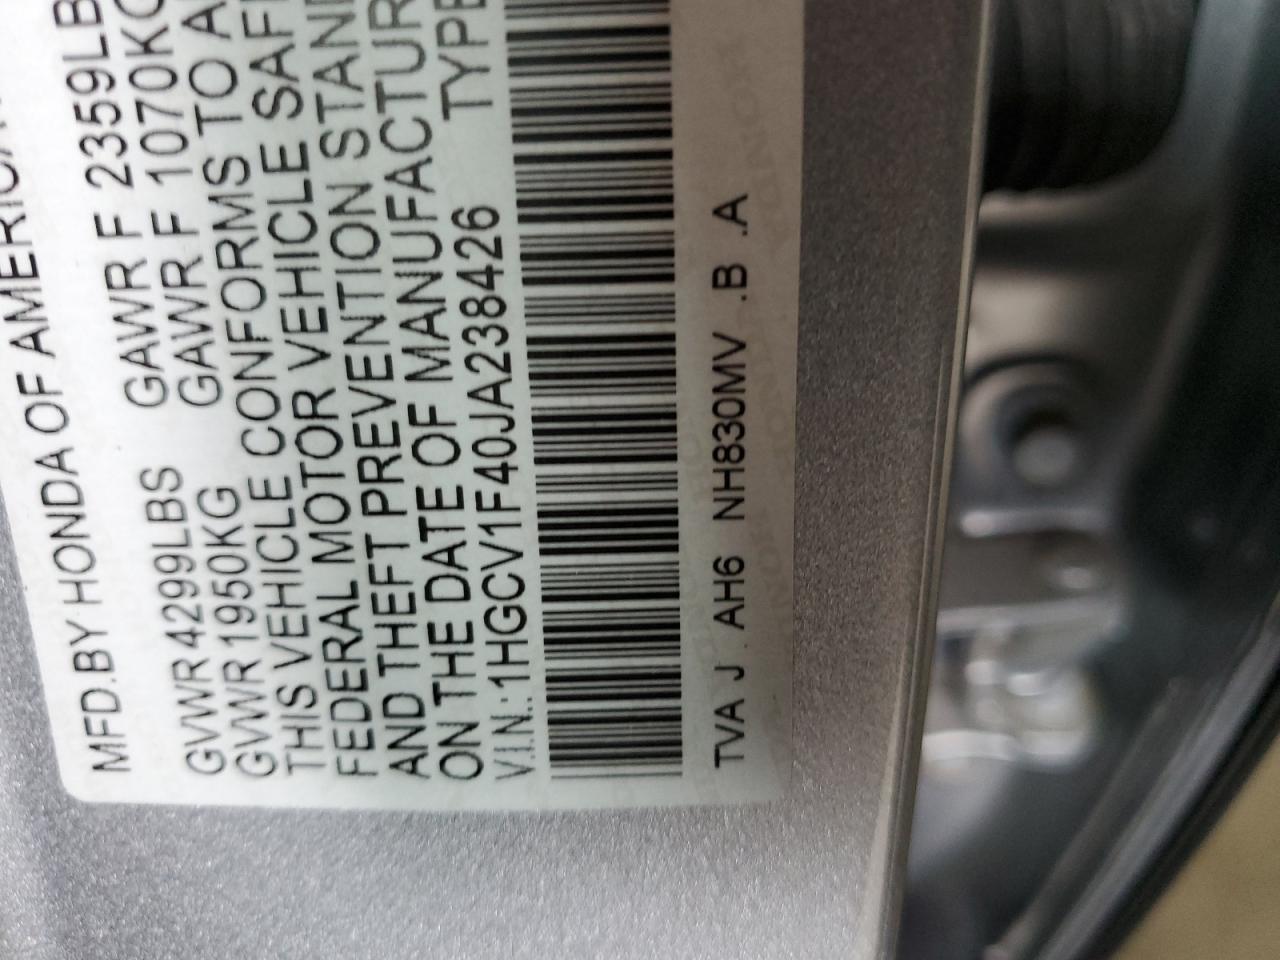 MFD.BY HONDA OF AMERICA
GVWR 4299LBS GAWR F 2359LB
GVWR 1950KG GAWR F 1070KG
THIS VEHICLE CONFORMS TO A
FEDERAL MOTOR VEHICLE SAF
AND THEFT PREVENTION STAN
ON THE DATE OF MANUFACTUR
V.I.N.:1HGCV1F40JA238426 TYPE
TVA J . AH6 NH830MV .B .A